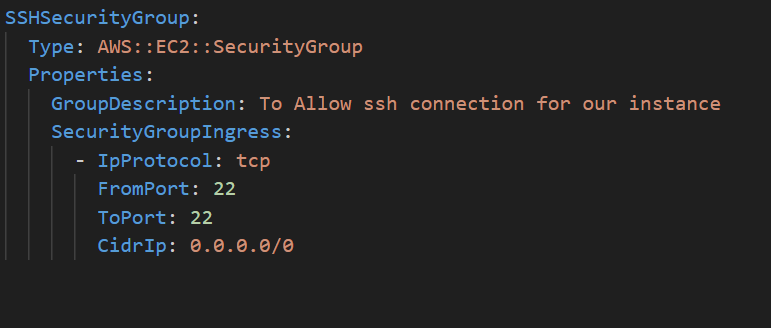 SSHSecurityGroup:
  Type: AWS::EC2::SecurityGroup
  Properties:
    GroupDescription: To Allow ssh connection for our instance
    SecurityGroupIngress:
      - IpProtocol: tcp
        FromPort: 22
        ToPort: 22
        CidrIp: 0.0.0.0/0